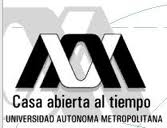 Casa abierta al tiempo
UNIVERSIDAD AUTONOMA METROPOLITANA